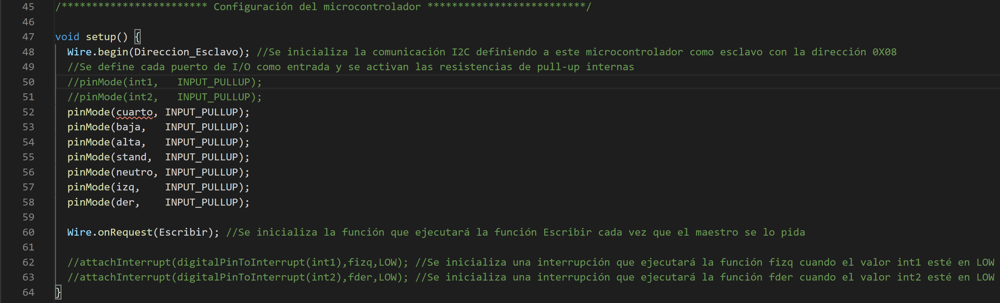 45 /************************ Configuración del microcontrolador **************************/
46
47 void setup() {
48 Wire.begin(Direccion_Esclavo); //Se inicializa la comunicación I2C definiendo a este microcontrolador como esclavo con la dirección 0X08
49 //Se define cada puerto de I/O como entrada y se activan las resistencias de pull-up internas
50 //pinMode(int1,   INPUT_PULLUP);
51 //pinMode(int2,   INPUT_PULLUP);
52 pinMode(cuarto, INPUT_PULLUP);
53 pinMode(baja,   INPUT_PULLUP);
54 pinMode(alta,   INPUT_PULLUP);
55 pinMode(stand,  INPUT_PULLUP);
56 pinMode(neutro, INPUT_PULLUP);
57 pinMode(izq,    INPUT_PULLUP);
58 pinMode(der,    INPUT_PULLUP);
59
60 Wire.onRequest(Escribir); //Se inicializa la función que ejecutará la función Escribir cada vez que el maestro se lo pida
61
62 //attachInterrupt(digitalPinToInterrupt(int1),fizq,LOW); //Se inicializa una interrupción que ejecutará la función fizq cuando el valor int1 esté en LOW
63 //attachInterrupt(digitalPinToInterrupt(int2),fder,LOW); //Se inicializa una interrupción que ejecutará la función fder cuando el valor int2 esté en LOW
64 }